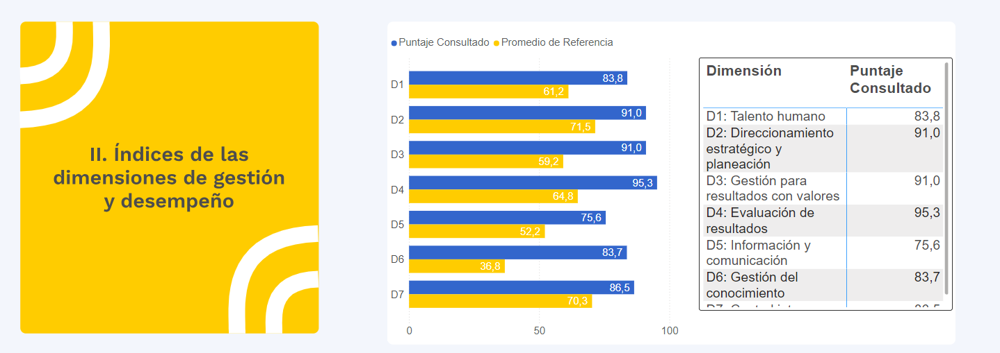 II. Índices de las
dimensiones de gestión
y desempeño
Puntaje Consultado Promedio de Referencia
D1
83,8
61,2
D2
91,0
71,5
D3
91,0
59,2
D4
95,3
64,8
D5
75,6
52,2
D6
83,7
36,8
D7
86,5
70,3
0 50 100
Dimensión Puntaje
Consultado
D1: Talento humano 83,8
D2: Direccionamiento 91,0
estratégico y
planeación
D3: Gestión para 91,0
resultados con valores
D4: Evaluación de 95,3
resultados
D5: Información y 75,6
comunicación
D6: Gestión del 83,7
conocimiento